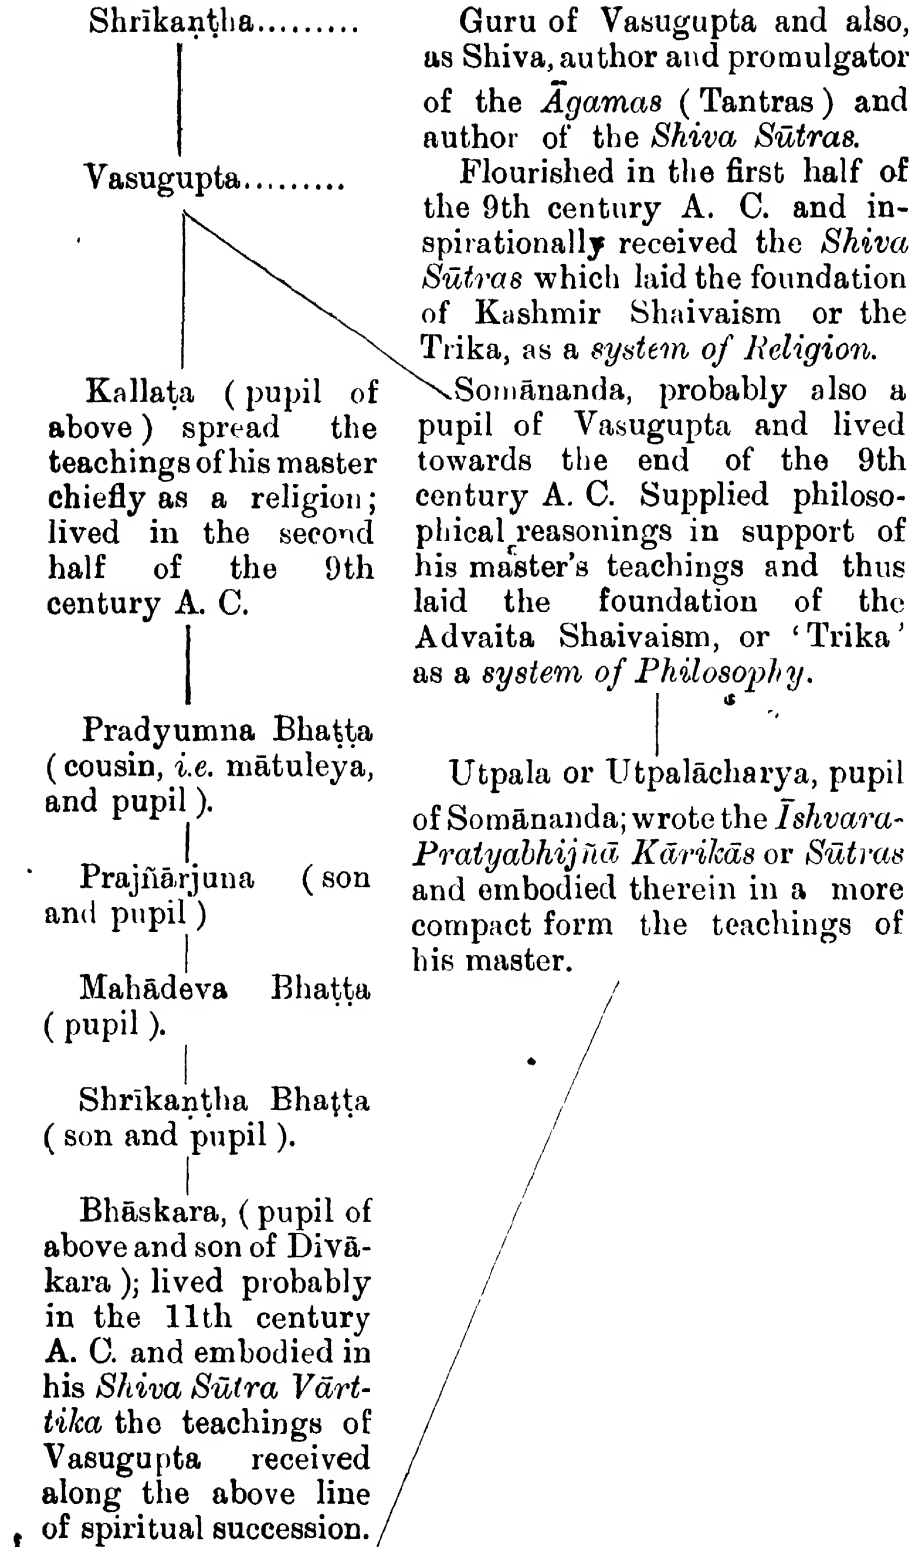 Shrīkaṇṭha.........
Guru of Vasugupta and also,
as Shiva, author and promulgator
of the Āgamas ( Tantras ) and
author of the Shiva Sūtras.
Vasugupta.........
Flourished in the first half of
the 9th century A. C. and in-
spirationally received the Shiva
Sūtras which laid the foundation
of Kashmir Shaivaism or the
Trika, as a system of Religion.
Kallaṭa ( pupil of
above ) spread the
teachings of his master
chiefly as a religion ;
lived in the second
half of the 9th
century A. C.
Pradyumna Bhaṭṭa
( cousin, i.e. mātuleya,
and pupil ).
Prajñārjuna ( son
and pupil )
Mahādeva Bhaṭṭa
( pupil ).
Shrīkaṇṭha Bhaṭṭa
( son and pupil ).
Bhāskara, ( pupil of
above and son of Divā-
kara ); lived probably
in the 11th century
A. C. and embodied in
his Shiva Sūtra Vārt-
tika the teachings of
Vasugupta received
along the above line
of spiritual succession.
Somānanda, probably also a
pupil of Vasugupta and lived
towards the end of the 9th
century A. C. Supplied philoso-
phical reasonings in support of
his master's teachings and thus
laid the foundation of the
Advaita Shaivaism, or ‘ Trika ’
as a system of Philosophy.
Utpala or Utpalācharya, pupil
of Somānanda; wrote the Īshvara-
Pratyabhijñā Kārikās or Sūtras
and embodied therein in a more
compact form the teachings of
his master.